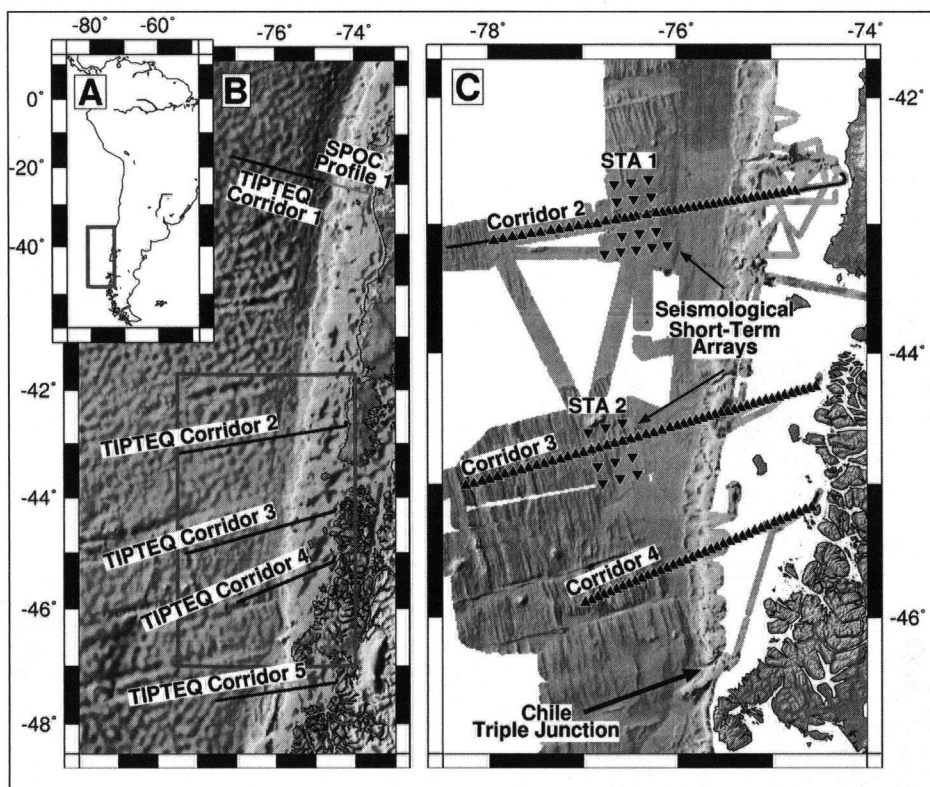 -80° -60°
-76° -74°
-78° -76° -74°
A
B
C
0°
-20°
-40°
-42°
-44°
-46°
-48°
SPOC
Profile 1
TIPTEQ
Corridor 1
TIPTEQ Corridor 2
TIPTEQ Corridor 3
TIPTEQ Corridor 4
TIPTEQ Corridor 5
-42°
-44°
-46°
STA 1
Corridor 2
Seismological
Short-Term
Arrays
STA 2
Corridor 3
Corridor 4
Chile
Triple Junction